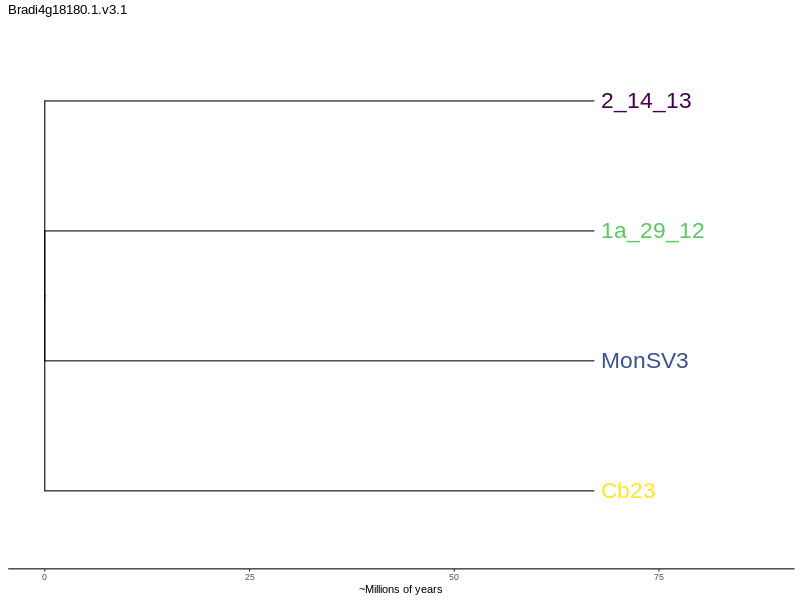 Bradi4g18180.1.v3.1
2_14_13
1a_29_12
MonSV3
Cb23
0 25 50 75
~Millions of years